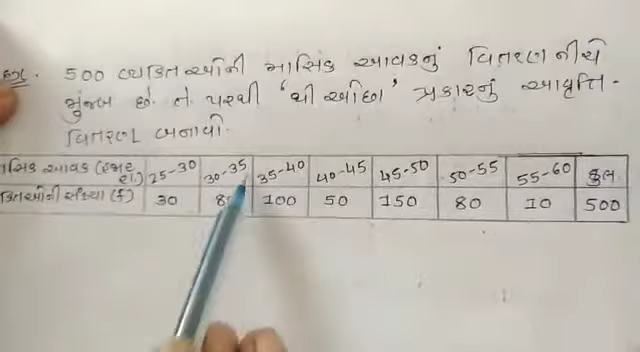 500 વ્યક્તિઓની માસિક આવકનું વિતરણ નીચે
મુજબ છે. તે પરથી 'થી ઓછા' પ્રકારનું આવૃત્તિ-
વિતરણ બનાવો.
સિક આવક (હજાર રૂા.) 25-30 30-35 35-40 40-45 45-50 50-55 55-60 કુલ
ક્તિઓની સંખ્યા (f) 30 8 100 50 150 80 10 500